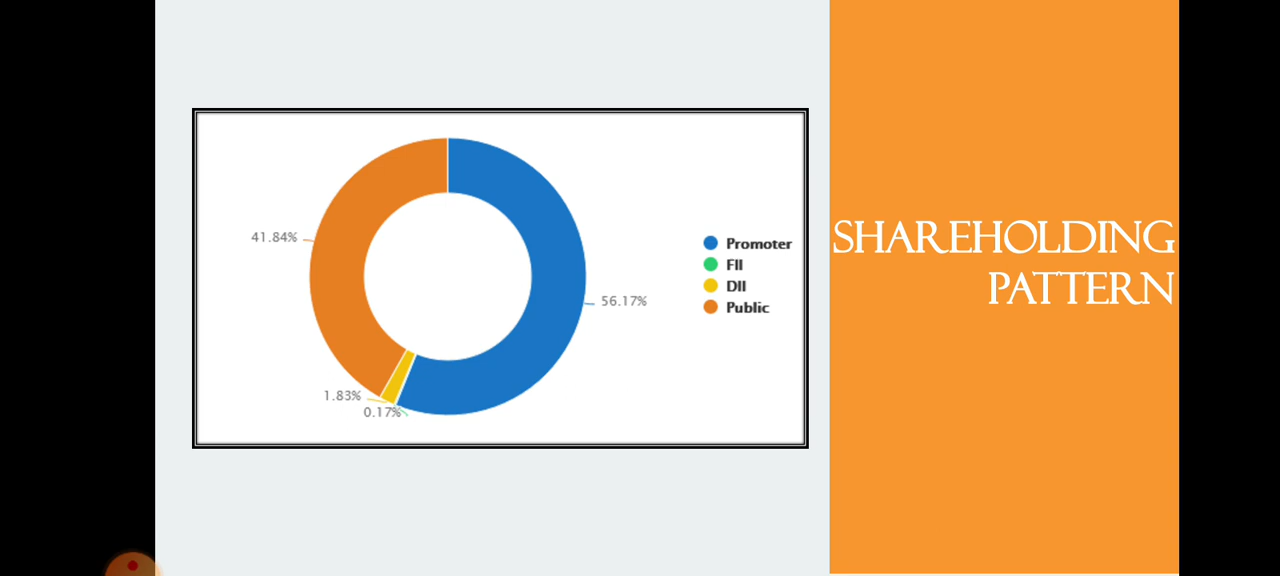 41.84%
56.17%
1.83%
0.17%
Promoter
FII
DII
Public
SHAREHOLDING
PATTERN